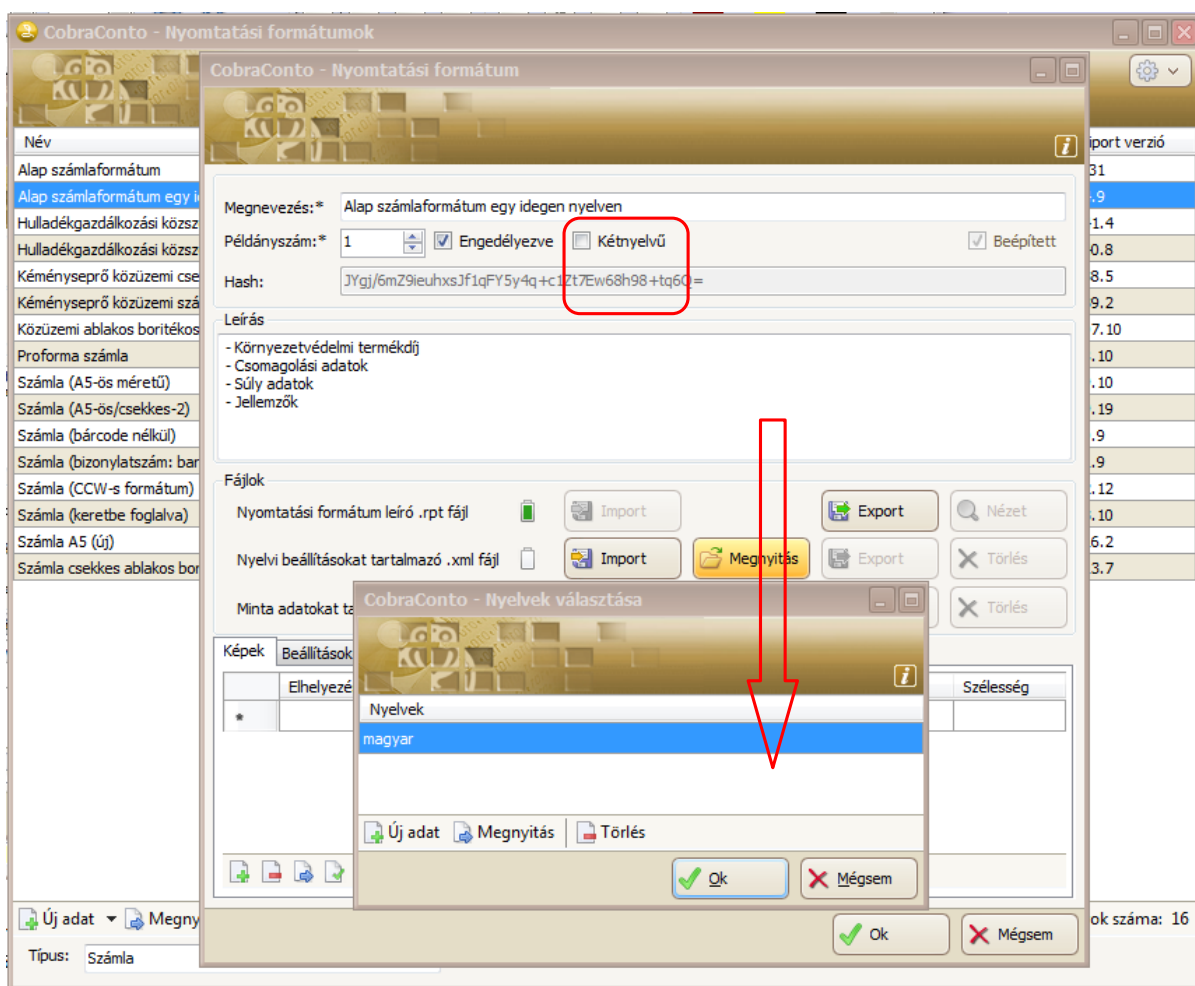 CobraConto - Nyomtatási formátumok
Név
iport verzió
Alap számlaformátum
31
Alap számlaformátum egy i
.9
Hulladékgazdálkozási közsz
1.4
Hulladékgazdálkozási közsz
0.8
Kéményseprő közüzemi cse
8.5
Kéményseprő közüzemi szá
9.2
Közüzemi ablakos boritékos
7.10
Proforma számla
.10
Számla (A5-ös méretű)
.10
Számla (A5-ös/csekkes-2)
.19
Számla (bárcode nélkül)
.9
Számla (bizonylatszám: bar
.9
Számla (CCW-s formátum)
.12
Számla (keretbe foglalva)
.10
Számla A5 (új)
6.2
Számla csekkes ablakos bor
3.7
Új adat
Megny
ok száma: 16
Típus:
Számla
CobraConto - Nyomtatási formátum
Megnevezés:*
Alap számlaformátum egy idegen nyelven
Példányszám:*
1
Engedélyezve
Kétnyelvű
Beépített
Hash:
JYgj/6mZ9ieuhxsJf1qFY5y4q+c1Zt7Ew68h98+tq6Q=
Leírás
- Környezetvédelmi termékdíj
- Csomagolási adatok
- Súly adatok
- Jellemzők
Fájlok
Nyomtatási formátum leíró .rpt fájl
Import
Export
Nézet
Nyelvi beállításokat tartalmazó .xml fájl
Import
Megnyitás
Export
Törlés
Minta adatokat ta
Törlés
Képek
Beállítások
Elhelyezé
Szélesség
*
Ok
Mégsem
CobraConto - Nyelvek választása
Nyelvek
magyar
Új adat
Megnyitás
Törlés
Ok
Mégsem